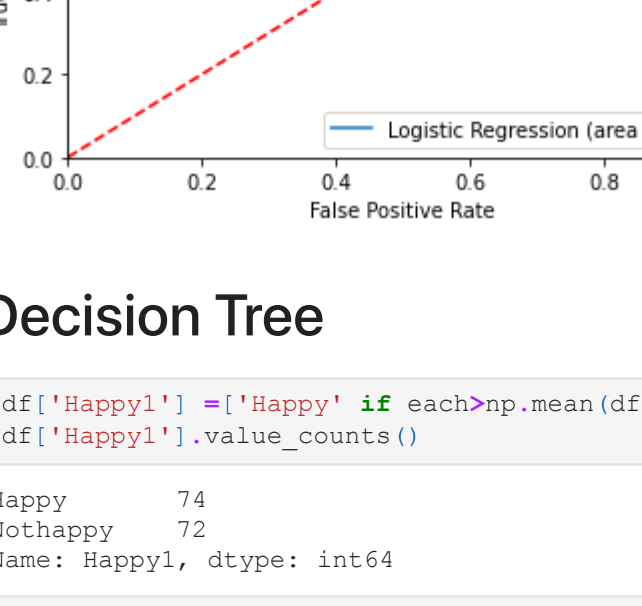 0.2
Logistic Regression (area
0.0
0.0 0.2 0.4 0.6 0.8
False Positive Rate
Decision Tree
df['Happy1'] =['Happy' if each>np.mean(df
df['Happy1'].value_counts()
Happy 74
Nothappy 72
Name: Happy1, dtype: int64